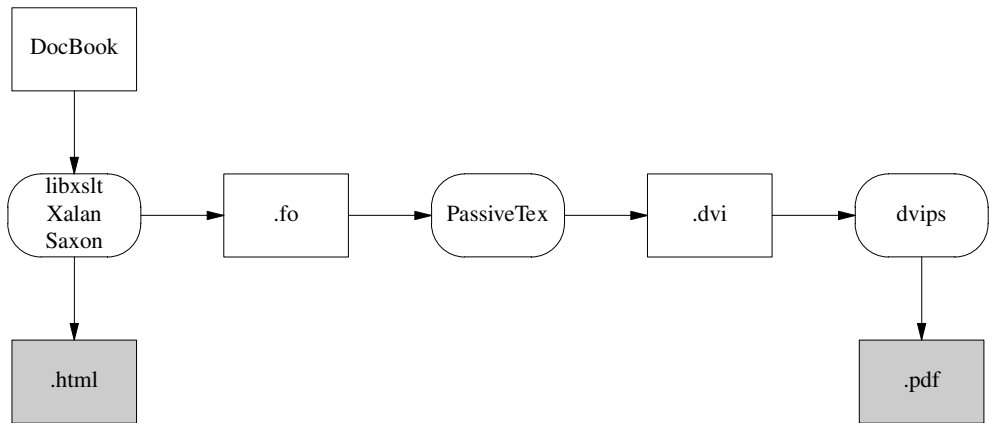 DocBook
libxslt
Xalan
Saxon
.fo
PassiveTex
.dvi
dvips
.html
.pdf